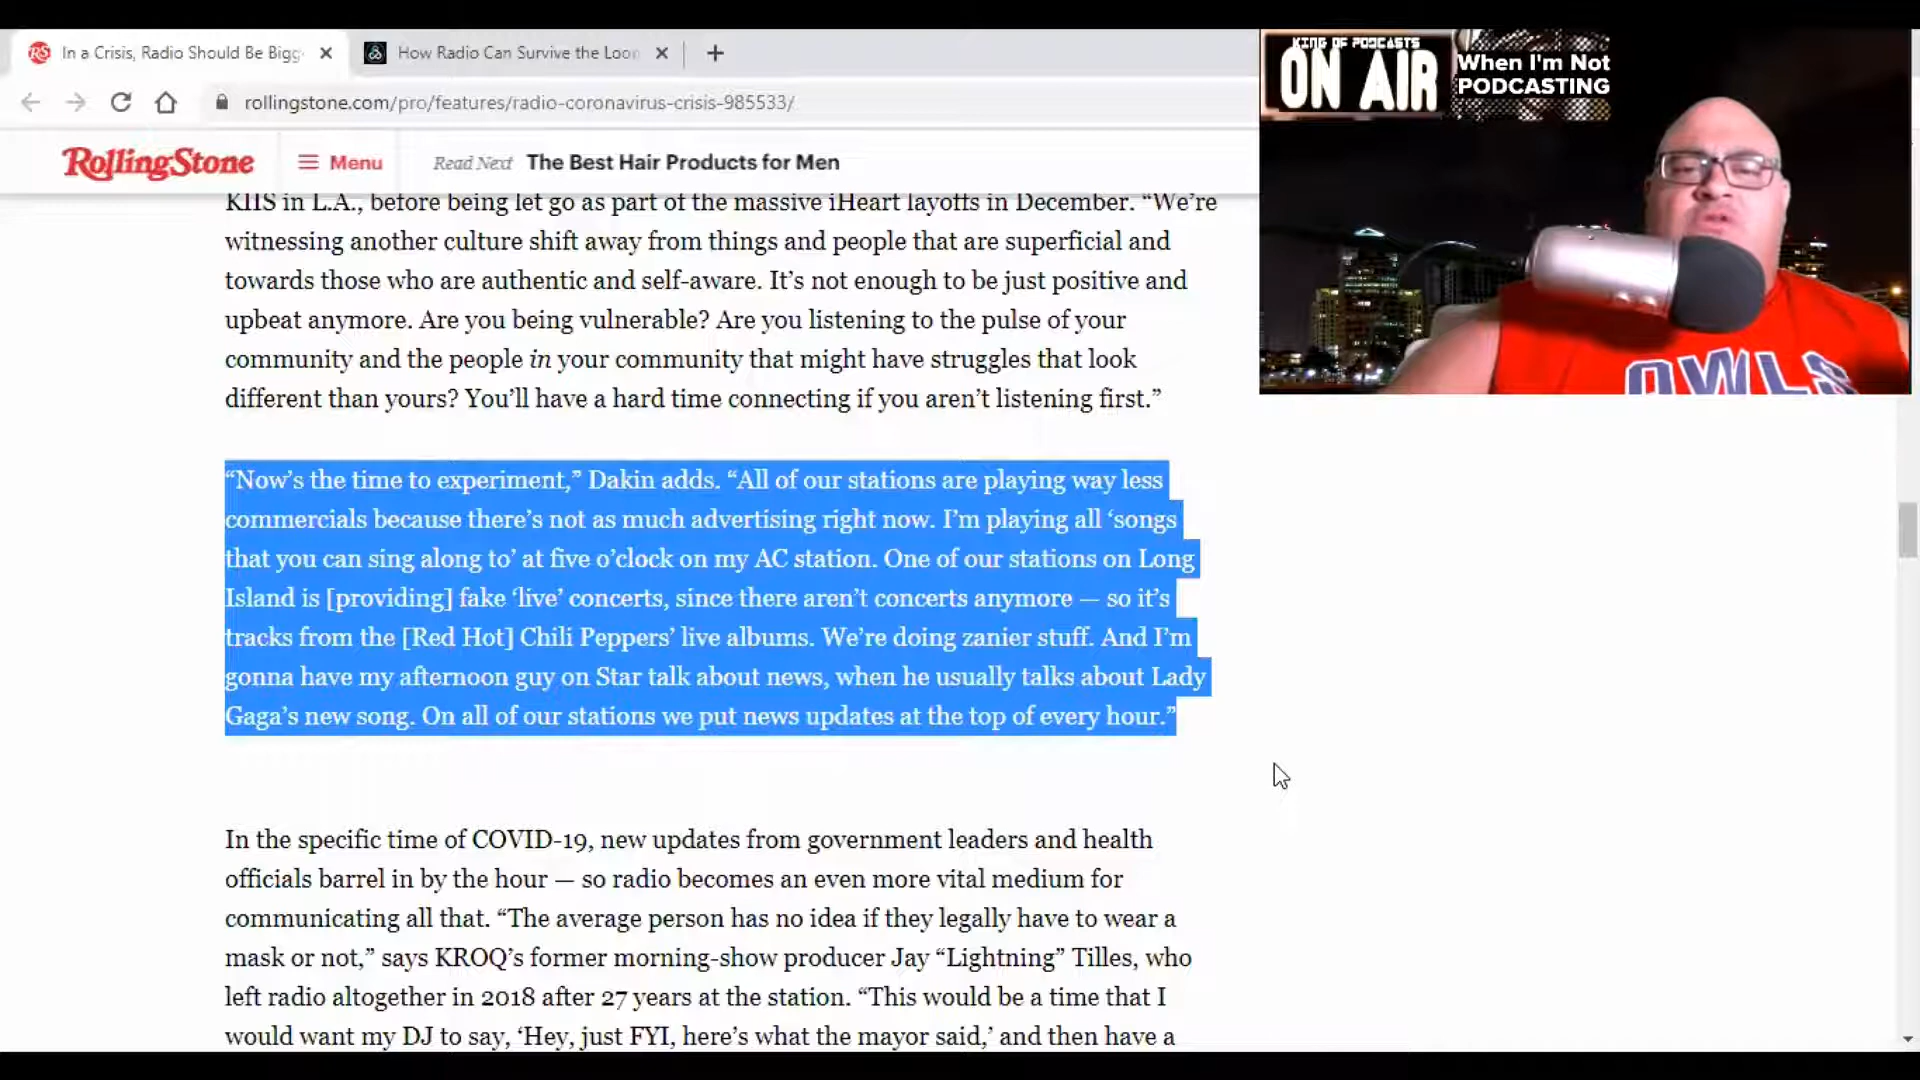 In a Crisis, Radio Should Be Bigg
How Radio Can Survive the Loo
rollingstone.com/pro/features/radio-coronavirus-crisis-985533/
RollingStone
Menu
Read Next The Best Hair Products for Men
KING OF PODCASTS
ON AIR
When I'm Not
PODCASTING
OWLS
KIIS in L.A., before being let go as part of the massive iHeart layoffs in December. “We’re
witnessing another culture shift away from things and people that are superficial and
towards those who are authentic and self-aware. It’s not enough to be just positive and
upbeat anymore. Are you being vulnerable? Are you listening to the pulse of your
community and the people in your community that might have struggles that look
different than yours? You’ll have a hard time connecting if you aren’t listening first.”
“Now’s the time to experiment,” Dakin adds. “All of our stations are playing way less
commercials because there’s not as much advertising right now. I’m playing all ‘songs
that you can sing along to’ at five o’clock on my AC station. One of our stations on Long
Island is [providing] fake ‘live’ concerts, since there aren’t concerts anymore — so it’s
tracks from the [Red Hot] Chili Peppers’ live albums. We’re doing zanier stuff. And I’m
gonna have my afternoon guy on Star talk about news, when he usually talks about Lady
Gaga’s new song. On all of our stations we put news updates at the top of every hour.”
In the specific time of COVID-19, new updates from government leaders and health
officials barrel in by the hour — so radio becomes an even more vital medium for
communicating all that. “The average person has no idea if they legally have to wear a
mask or not,” says KROQ’s former morning-show producer Jay “Lightning” Tilles, who
left radio altogether in 2018 after 27 years at the station. “This would be a time that I
would want my DJ to say, ‘Hey, just FYI, here’s what the mayor said,’ and then have a